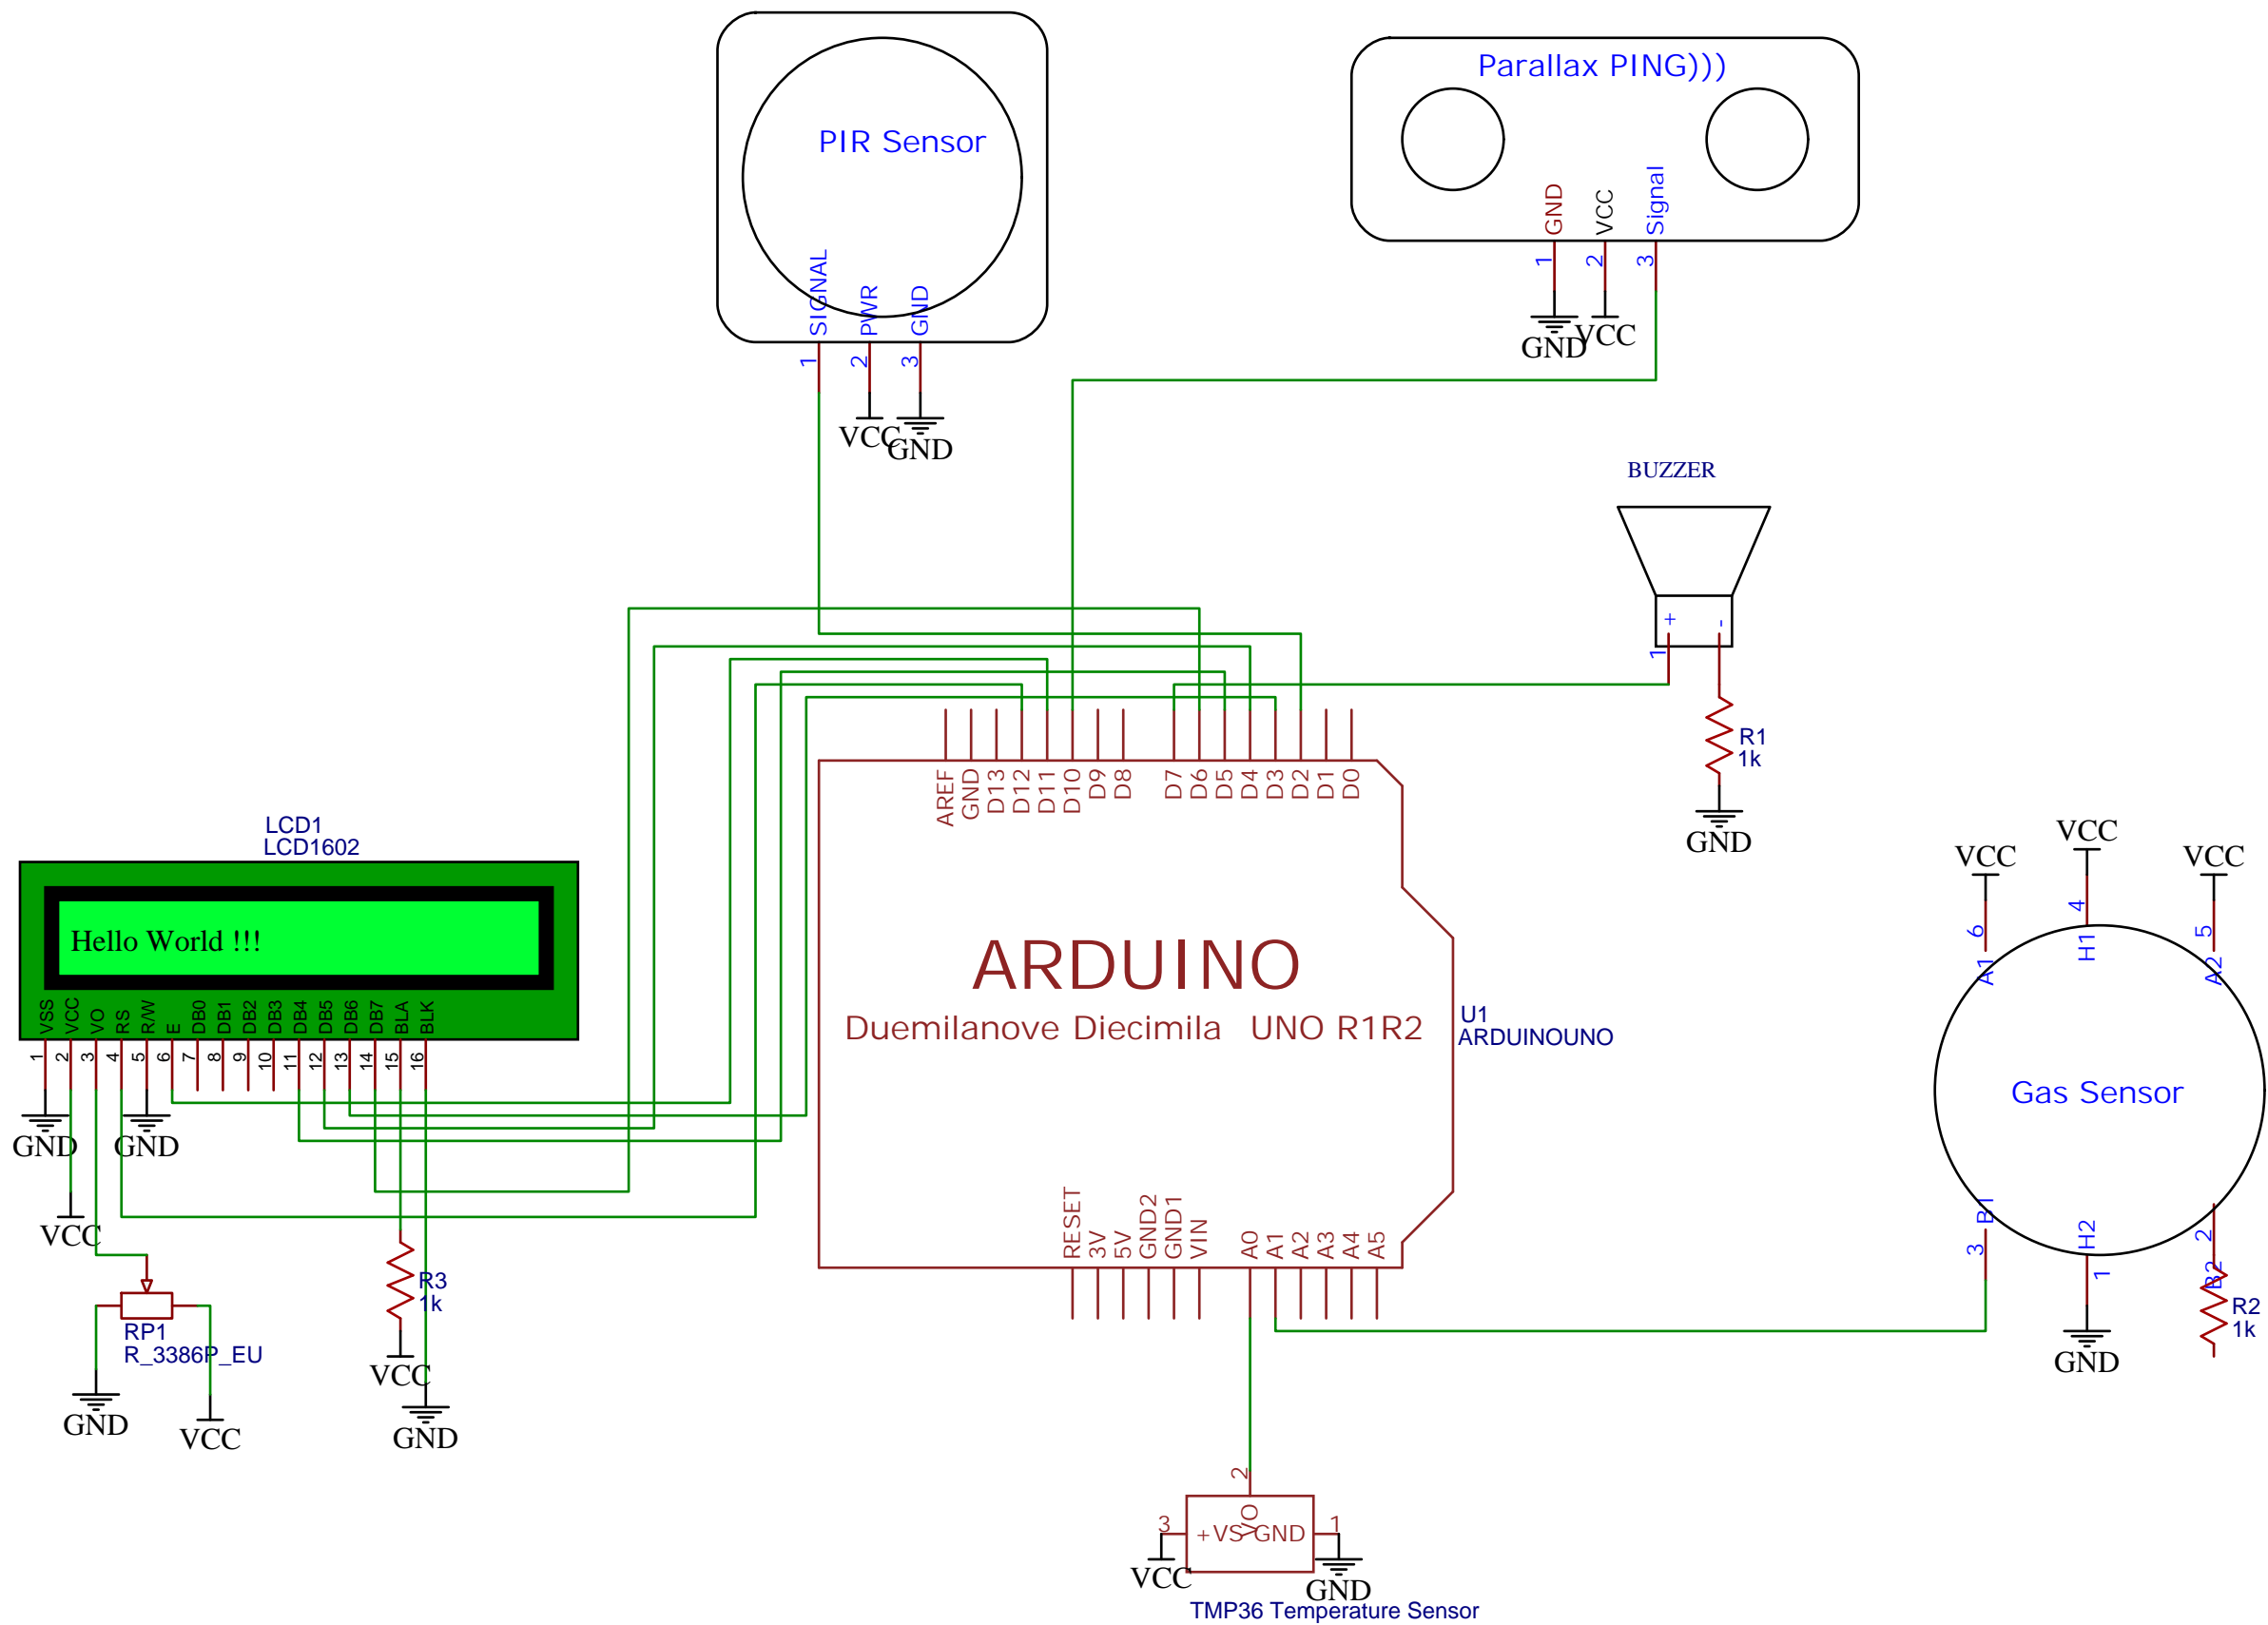 Parallax PING)))
PIR Sensor
GND
VCC
Signal
1
2
3
SIGNAL
PWR
GND
1
2
3
GND
VCC
VCC
GND
BUZZER
+
-
1
R1
1k
GND
AREF
GND
D13
D12
D11
D10
D9
D8
D7
D6
D5
D4
D3
D2
D1
D0
LCD1
LCD1602
Hello World !!!
VSS
VCC
VO
RS
R/W
E
DB0
DB1
DB2
DB3
DB4
DB5
DB6
DB7
BLA
BLK
1
2
3
4
5
6
7
8
9
10
11
12
13
14
15
16
GND
GND
VCC
RP1
R_3386P_EU
GND
VCC
R3
1k
VCC
GND
ARDUINO
Duemilanove Diecimila UNO R1R2
U1
ARDUINOUNO
RESET
3V
5V
GND2
GND1
VIN
A0
A1
A2
A3
A4
A5
VCC
VCC
VCC
6
4
5
A1
H1
A2
Gas Sensor
B1
H2
B2
3
1
2
R2
1k
GND
2
VO
3
+VS
GND
1
VCC
GND
TMP36 Temperature Sensor